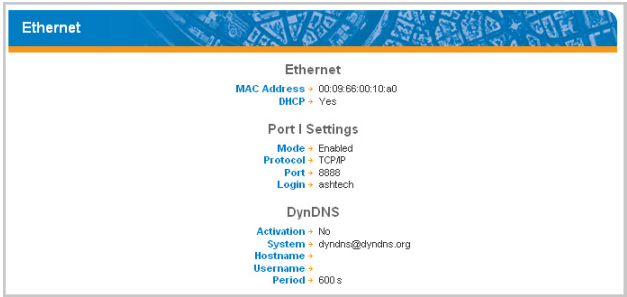 Ethernet
Ethernet
MAC Address → 00:09:66:00:10:a0
DHCP → Yes
Port I Settings
Mode → Enabled
Protocol → TCP/IP
Port → 8888
Login → ashtech
DynDNS
Activation → No
System → dyndns@dyndns.org
Hostname →
Username →
Period → 600 s